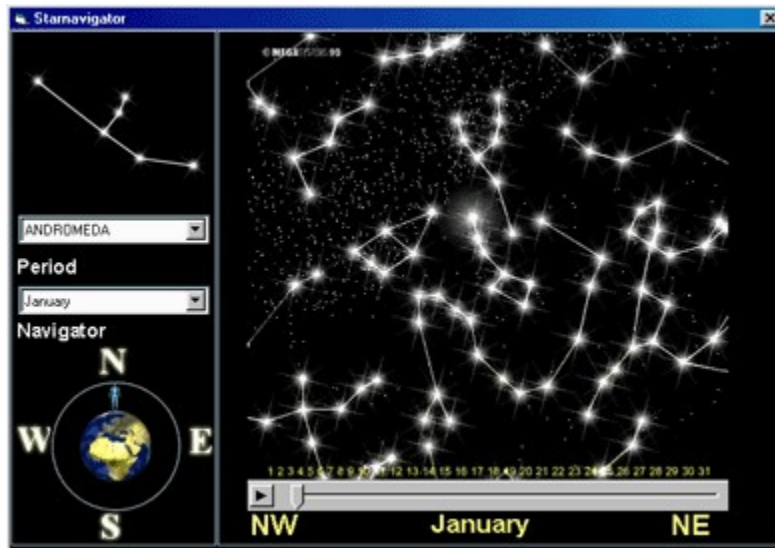 Starnavigator
ANDROMEDA
Period
January
Navigator
N
W E
S
1 2 3 4 5 6 7 8 9 10 11 12 13 14 15 16 17 18 19 20 21 22 23 24 25 26 27 28 29 30 31
NW January NE